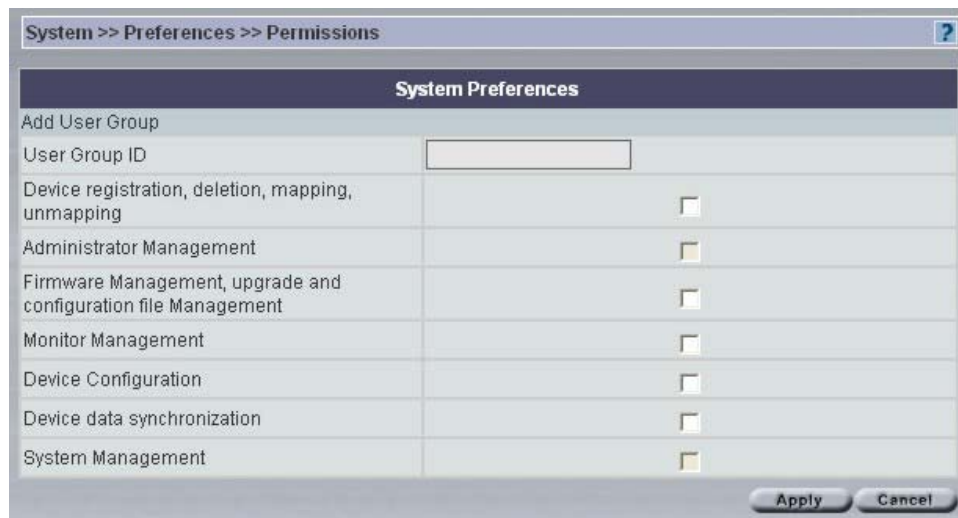 System >> Preferences >> Permissions
?
System Preferences
Add User Group
User Group ID
Device registration, deletion, mapping,
unmapping
Administrator Management
Firmware Management, upgrade and
configuration file Management
Monitor Management
Device Configuration
Device data synchronization
System Management
Apply
Cancel